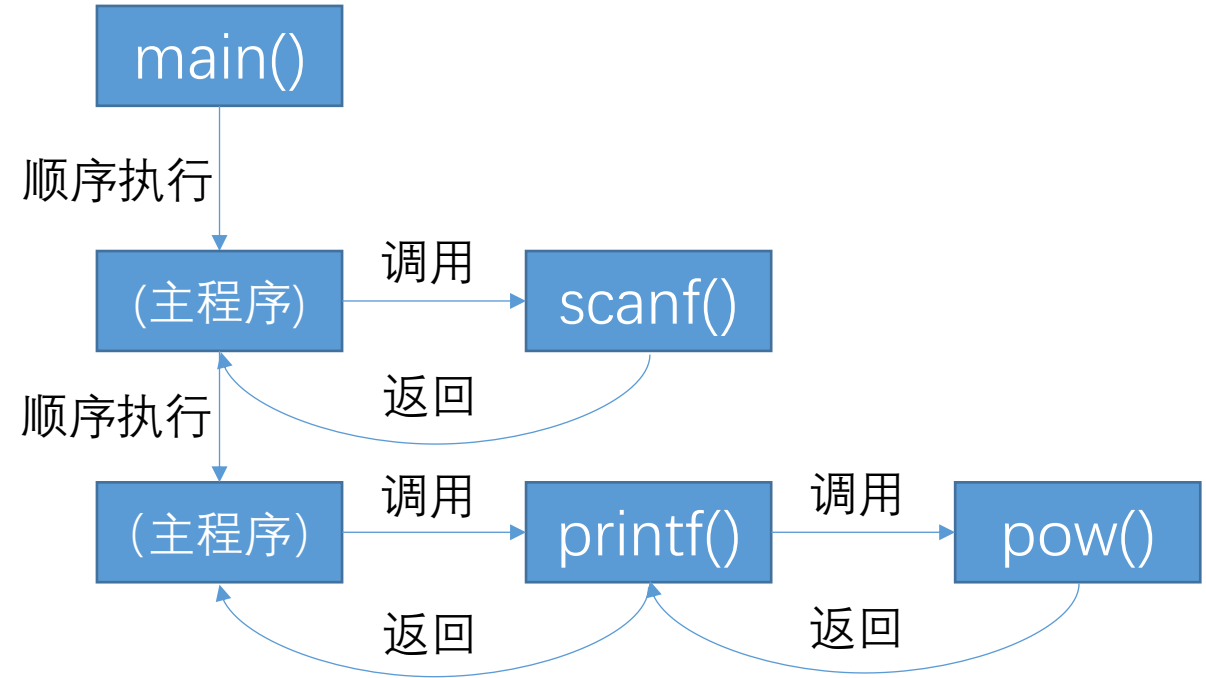 main()
顺序执行
(主程序)
调用
scanf()
返回
顺序执行
(主程序)
调用
printf()
调用
pow()
返回
返回